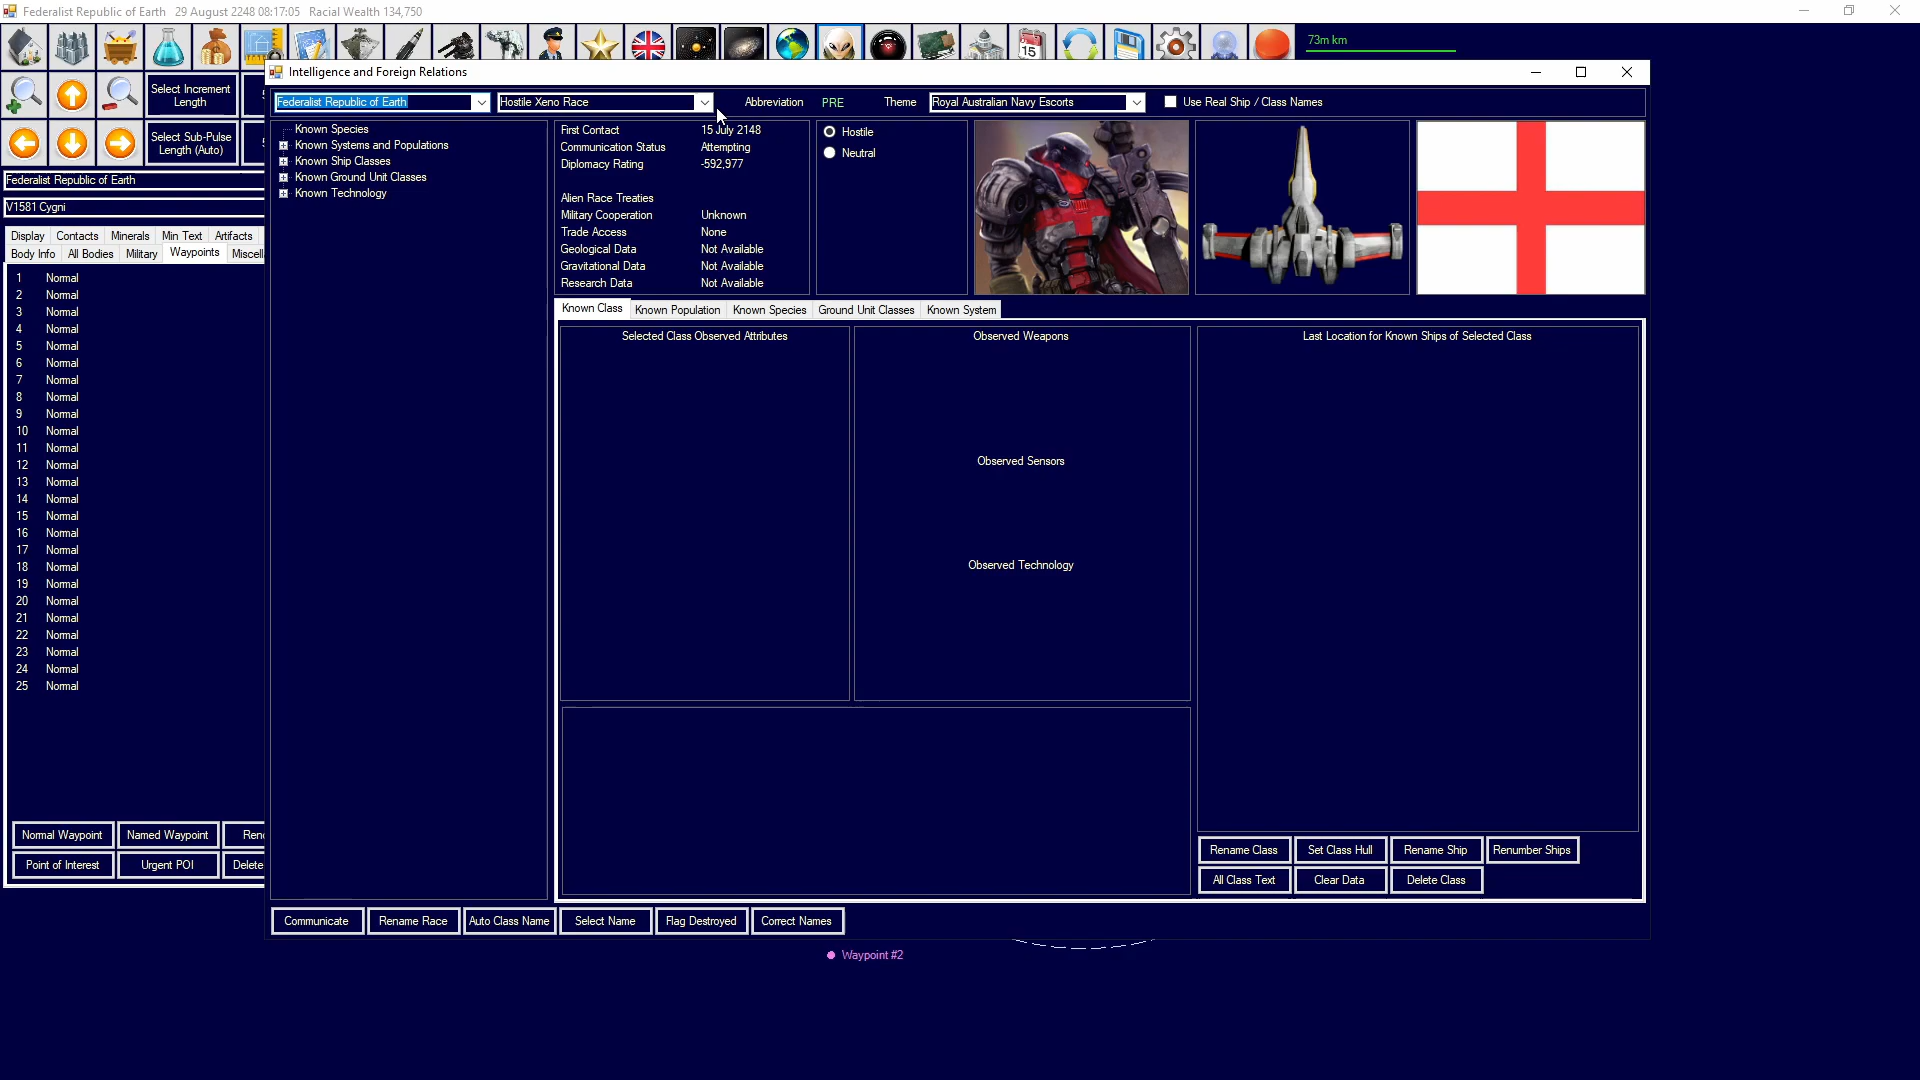 Federalist Republic of Earth 29 August 2248 08:17:05 Racial Wealth 134,750
15
73m km
Select Increment Length
Select Sub-Pulse Length (Auto)
Federalist Republic of Earth
V1581 Cygni
Display Contacts Minerals Min Text Artifacts
Body Info All Bodies Military Waypoints Miscell
1 Normal
2 Normal
3 Normal
4 Normal
5 Normal
6 Normal
7 Normal
8 Normal
9 Normal
10 Normal
11 Normal
12 Normal
13 Normal
14 Normal
15 Normal
16 Normal
17 Normal
18 Normal
19 Normal
20 Normal
21 Normal
22 Normal
23 Normal
24 Normal
25 Normal
Normal Waypoint Named Waypoint Ren
Point of Interest Urgent POI Delete
Intelligence and Foreign Relations
Federalist Republic of Earth Hostile Xeno Race Abbreviation PRE Theme Royal Australian Navy Escorts Use Real Ship / Class Names
Known Species
Known Systems and Populations
Known Ship Classes
Known Ground Unit Classes
Known Technology
First Contact 15 July 2148
Communication Status Attempting
Diplomacy Rating -592,977
Alien Race Treaties
Military Cooperation Unknown
Trade Access None
Geological Data Not Available
Gravitational Data Not Available
Research Data Not Available
Hostile
Neutral
Known Class Known Population Known Species Ground Unit Classes Known System
Selected Class Observed Attributes
Observed Weapons
Observed Sensors
Observed Technology
Last Location for Known Ships of Selected Class
Rename Class Set Class Hull Rename Ship Renumber Ships
All Class Text Clear Data Delete Class
Communicate Rename Race Auto Class Name Select Name Flag Destroyed Correct Names
Waypoint #2